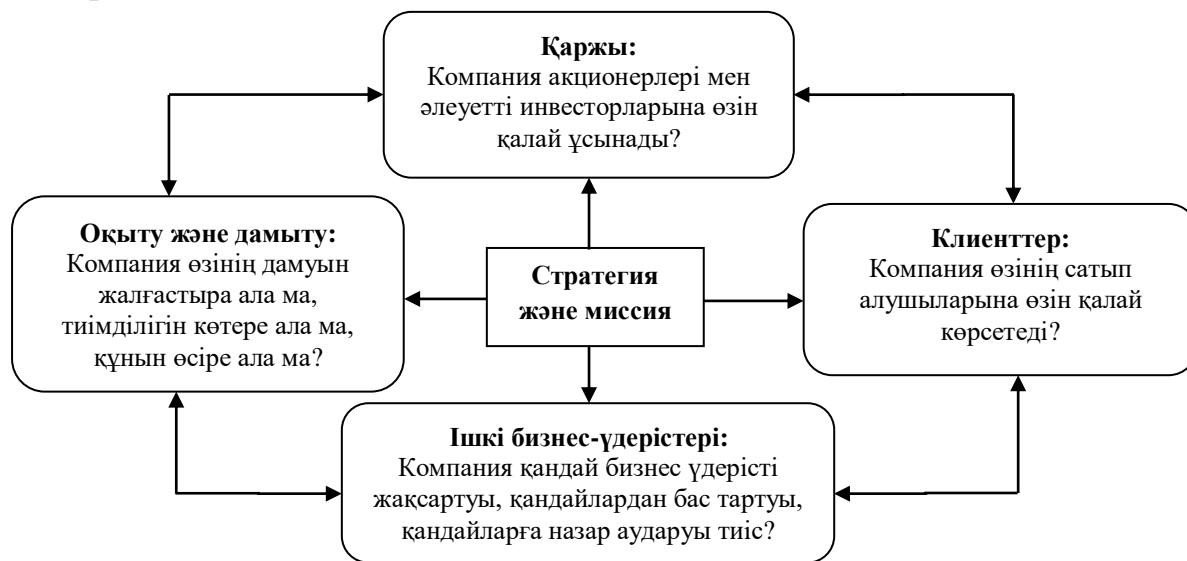 Қаржы:
Компания акционерлері мен
әлеуетті инвесторларына өзін
қалай ұсынады?
Оқыту және дамыту:
Компания өзінің дамуын
жалғастыра ала ма,
тиімділігін көтере ала ма,
құнын өсіре ала ма?
Стратегия
және миссия
Клиенттер:
Компания өзінің сатып
алушыларына өзін қалай
көрсетеді?
Ішкі бизнес-үдерістері:
Компания қандай бизнес үдерісті
жақсартуы, қандайлардан бас тартуы,
қандайларға назар аударуы тиіс?